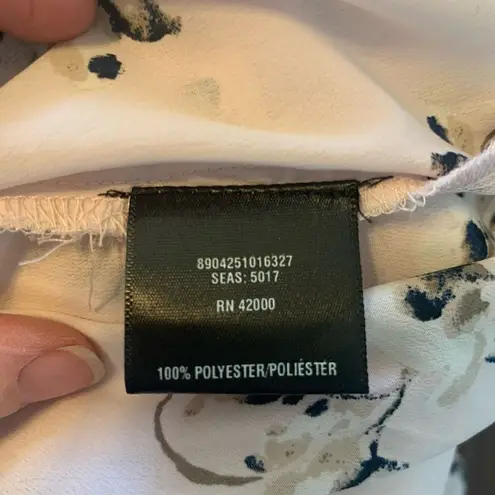 8904251016327
SEAS: 5017
RN 42000
100% POLYESTER/POLIÉSTER